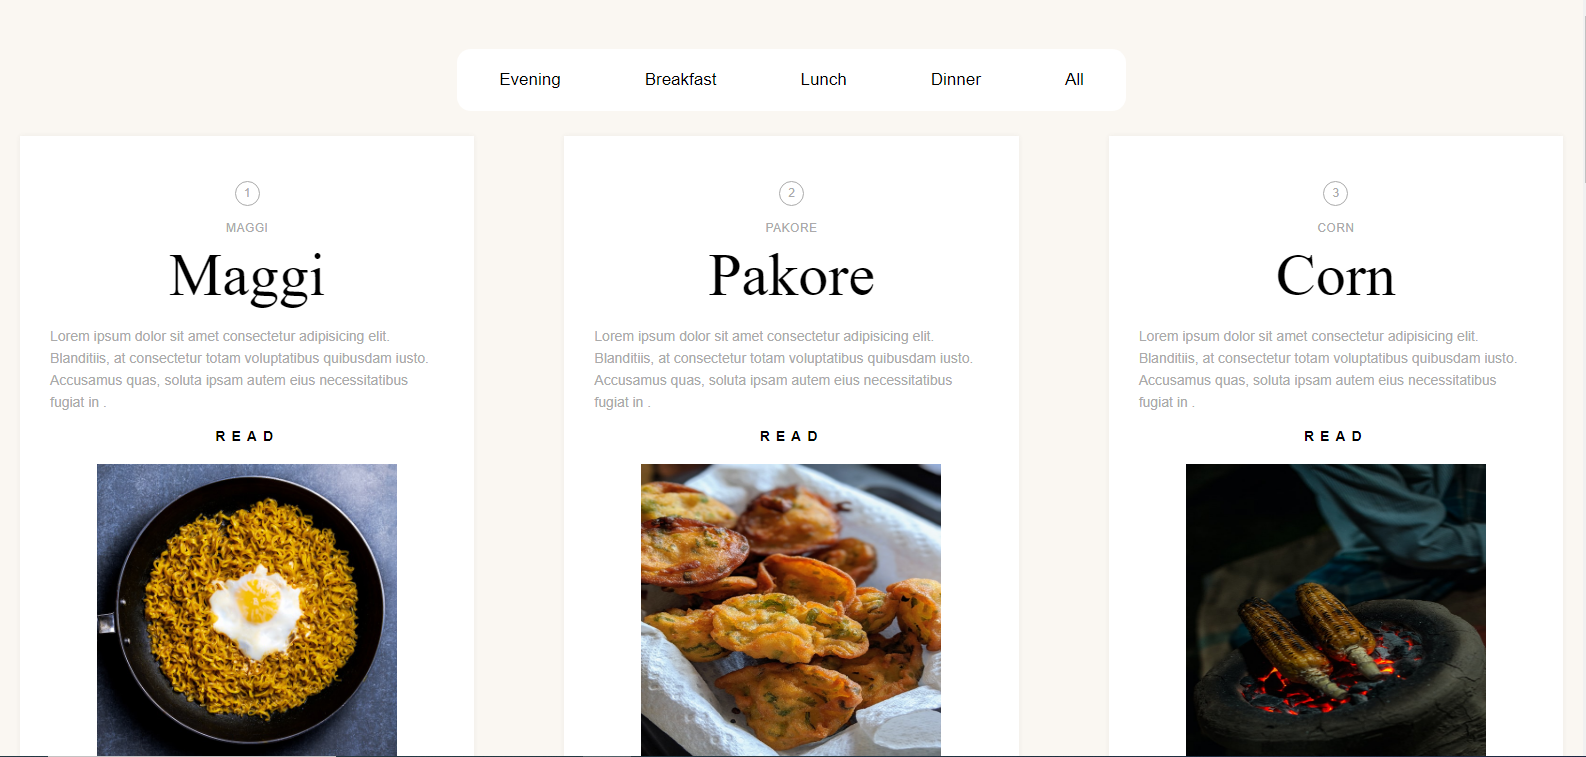 Evening Breakfast Lunch Dinner All
1
MAGGI
Maggi
Lorem ipsum dolor sit amet consectetur adipisicing elit.
Blanditiis, at consectetur totam voluptatibus quibusdam iusto.
Accusamus quas, soluta ipsam autem eius necessitatibus
fugiat in .
READ
2
PAKORE
Pakore
Lorem ipsum dolor sit amet consectetur adipisicing elit.
Blanditiis, at consectetur totam voluptatibus quibusdam iusto.
Accusamus quas, soluta ipsam autem eius necessitatibus
fugiat in .
READ
3
CORN
Corn
Lorem ipsum dolor sit amet consectetur adipisicing elit.
Blanditiis, at consectetur totam voluptatibus quibusdam iusto.
Accusamus quas, soluta ipsam autem eius necessitatibus
fugiat in .
READ